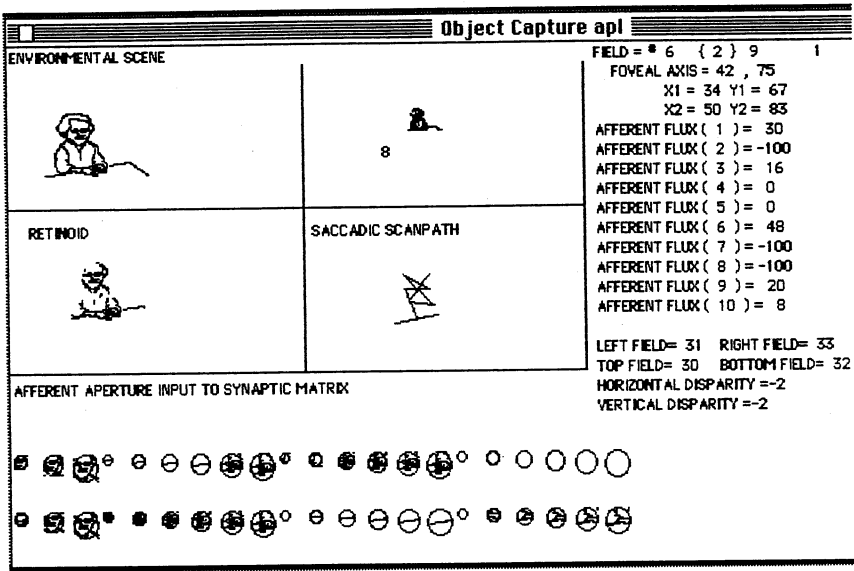 Object Capture apl
ENVIRONMENTAL SCENE
8
RETINOID
SACCADIC SCANPATH
AFFERENT APERTURE INPUT TO SYNAPTIC MATRIX
FIELD = * 6 { 2 } 9 1
FOVEAL AXIS = 42 , 75
X1 = 34 Y1 = 67
X2 = 50 Y2 = 83
AFFERENT FLUX ( 1 ) = 30
AFFERENT FLUX ( 2 ) = -100
AFFERENT FLUX ( 3 ) = 16
AFFERENT FLUX ( 4 ) = 0
AFFERENT FLUX ( 5 ) = 0
AFFERENT FLUX ( 6 ) = 48
AFFERENT FLUX ( 7 ) = -100
AFFERENT FLUX ( 8 ) = -100
AFFERENT FLUX ( 9 ) = 20
AFFERENT FLUX ( 10 ) = 8
LEFT FIELD= 31 RIGHT FIELD= 33
TOP FIELD= 30 BOTTOM FIELD= 32
HORIZONTAL DISPARITY =-2
VERTICAL DISPARITY =-2